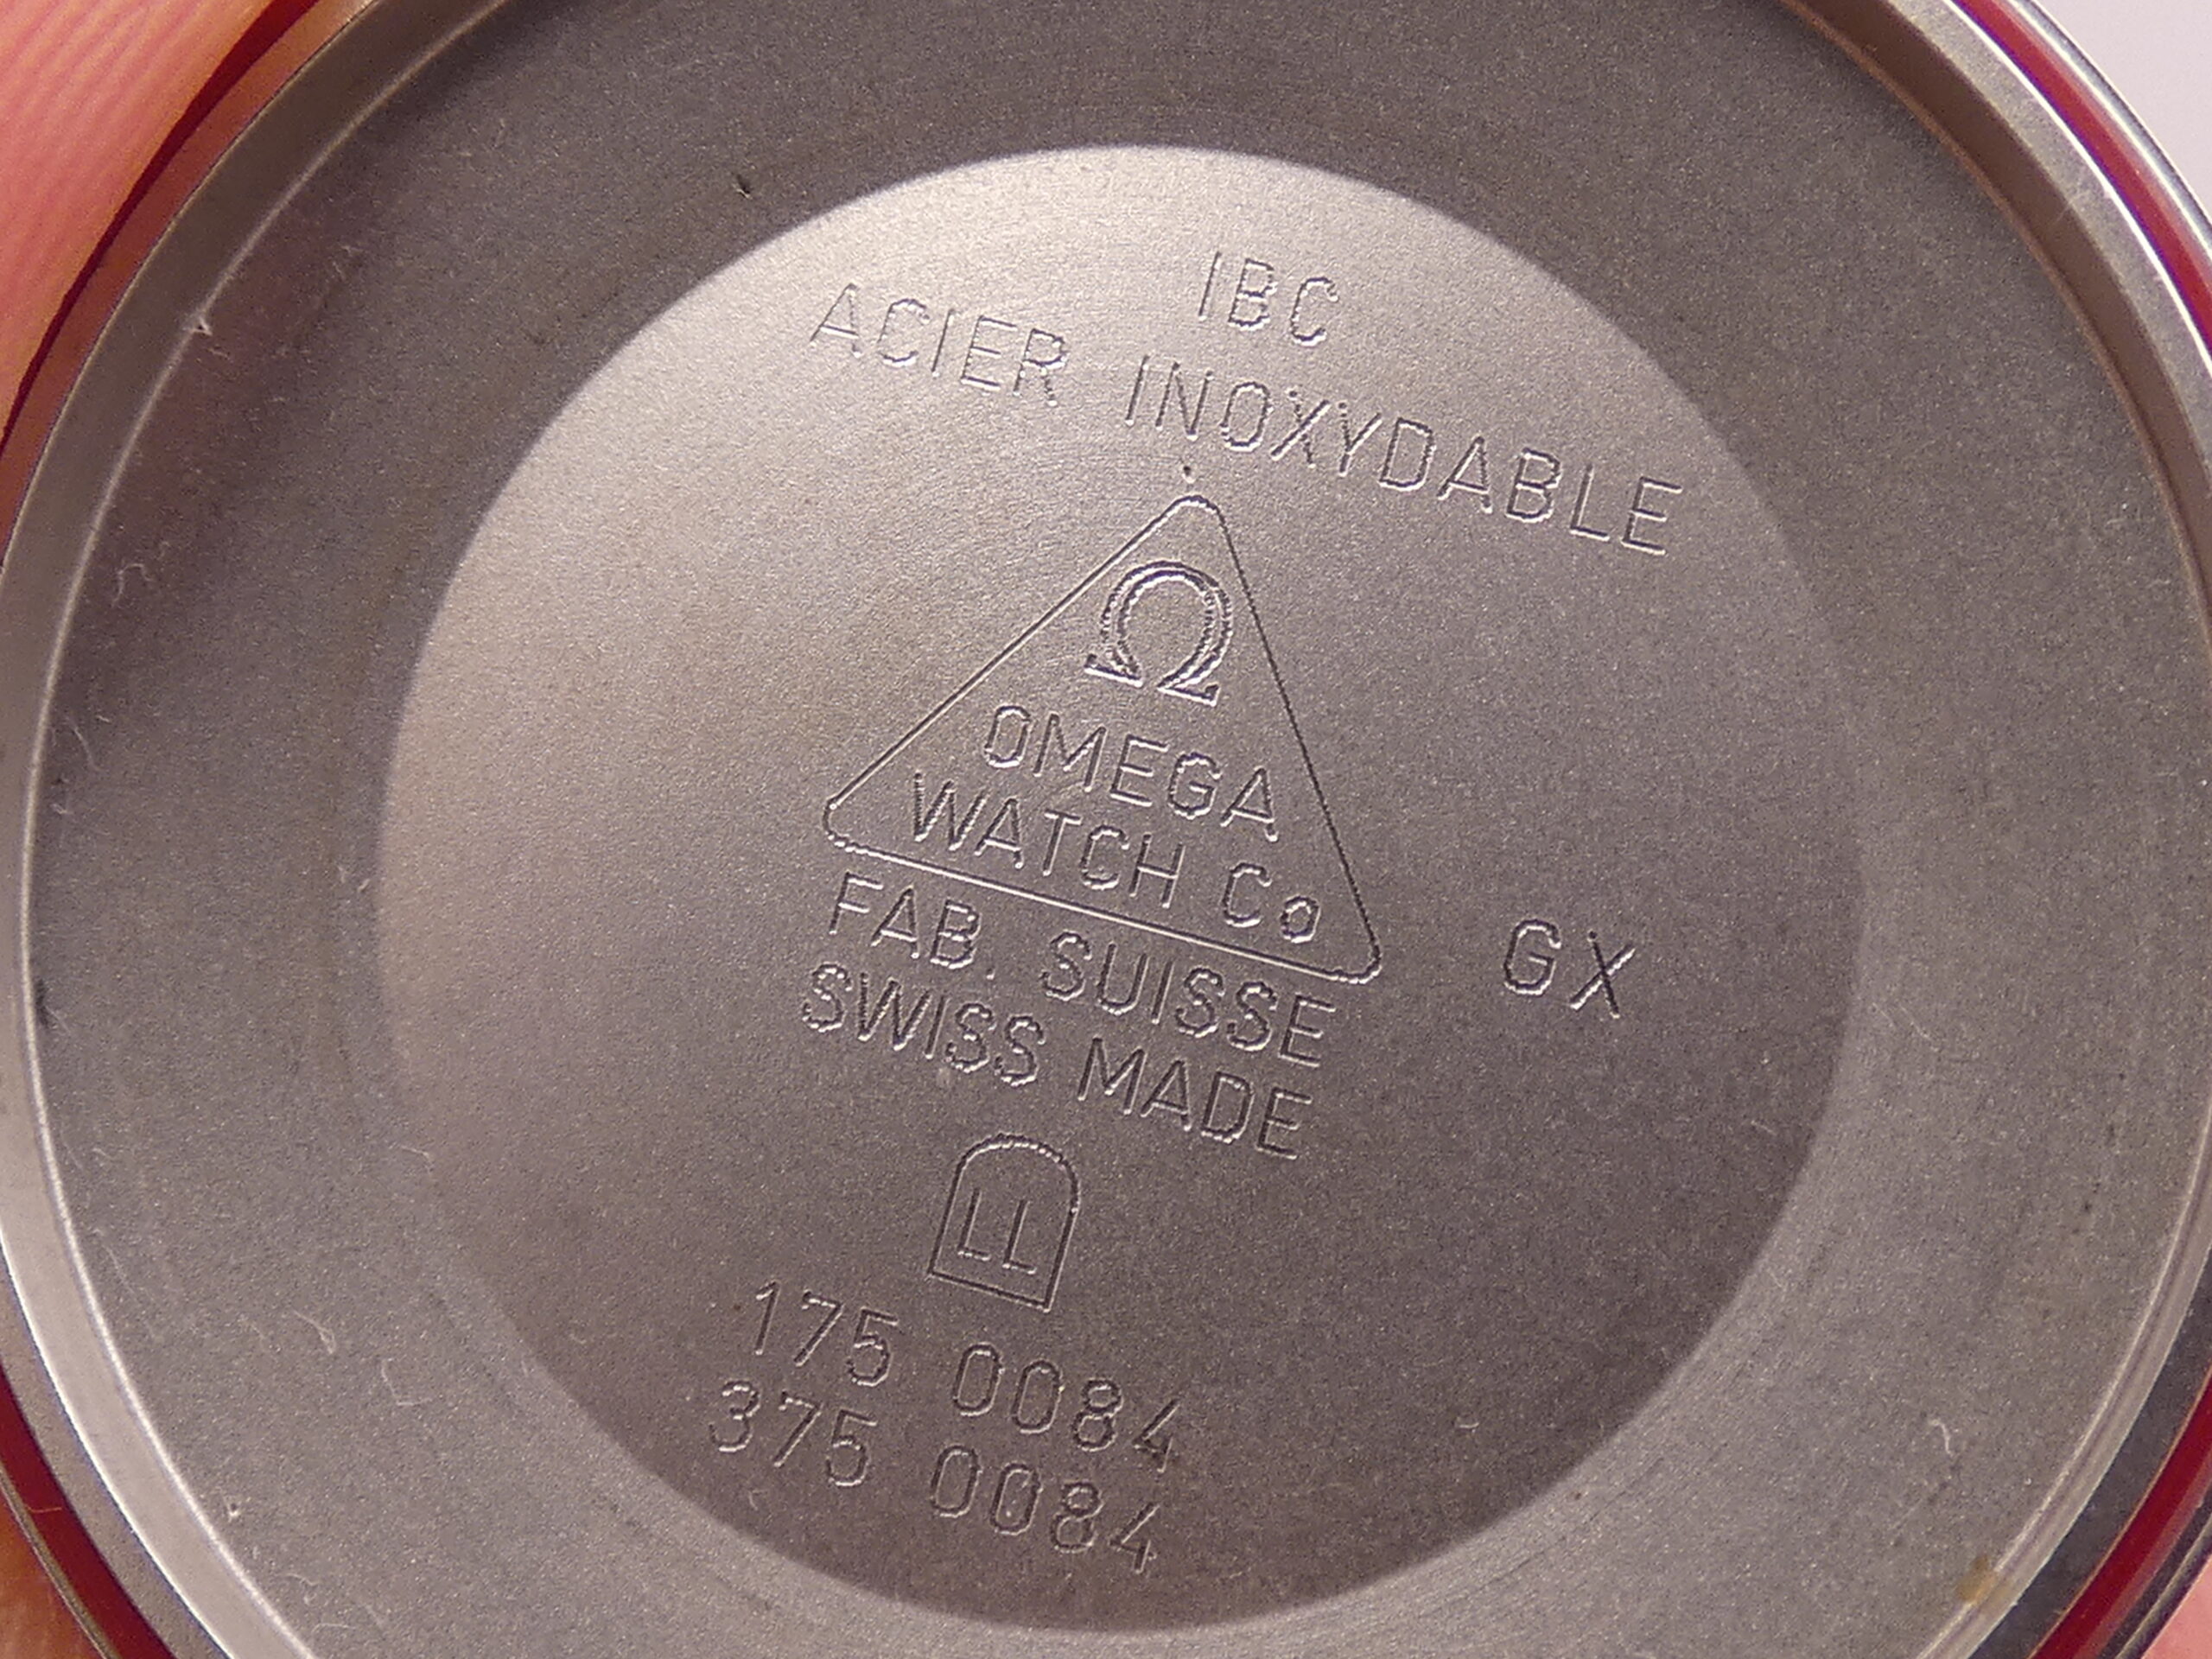 IBC
ACIER INOXYDABLE
Ω
OMEGA
WATCH Co
FAB. SUISSE
SWISS MADE
GX
LL
175 0084
375 0084